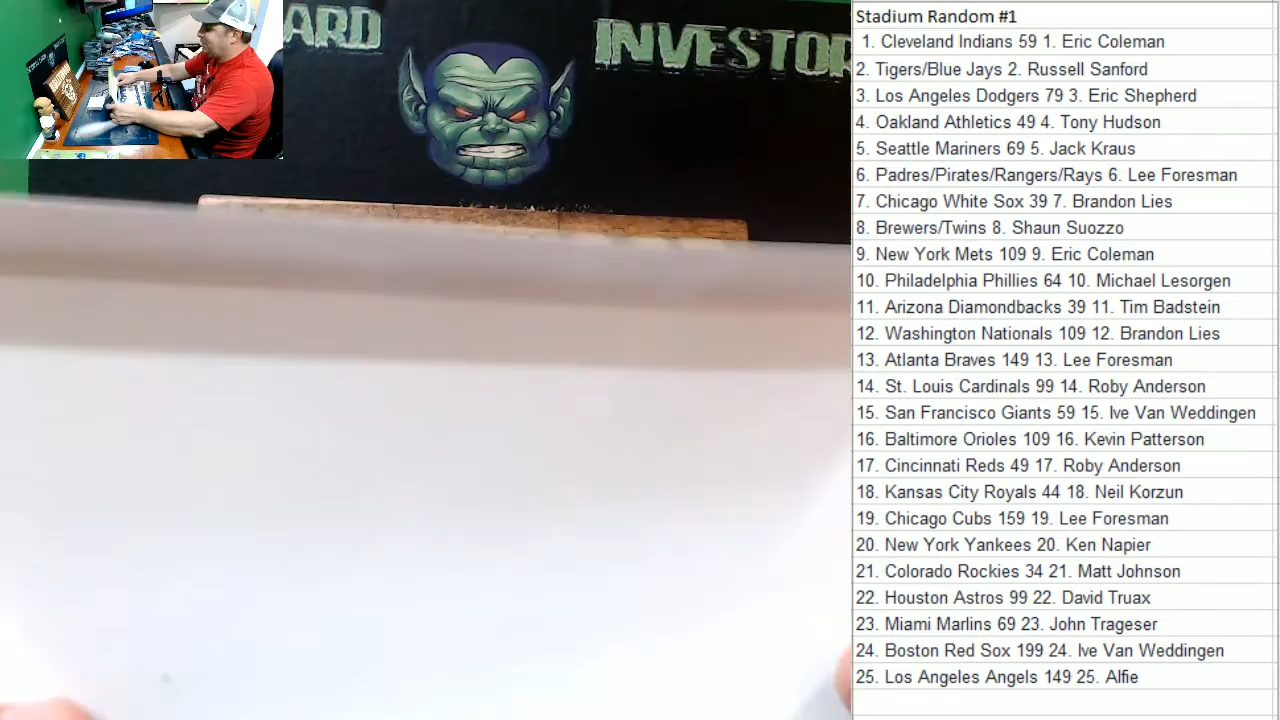 ARD INVESTOR
Stadium Random #1
1. Cleveland Indians 59 1. Eric Coleman
2. Tigers/Blue Jays 2. Russell Sanford
3. Los Angeles Dodgers 79 3. Eric Shepherd
4. Oakland Athletics 49 4. Tony Hudson
5. Seattle Mariners 69 5. Jack Kraus
6. Padres/Pirates/Rangers/Rays 6. Lee Foresman
7. Chicago White Sox 39 7. Brandon Lies
8. Brewers/Twins 8. Shaun Suozzo
9. New York Mets 109 9. Eric Coleman
10. Philadelphia Phillies 64 10. Michael Lesorgen
11. Arizona Diamondbacks 39 11. Tim Badstein
12. Washington Nationals 109 12. Brandon Lies
13. Atlanta Braves 149 13. Lee Foresman
14. St. Louis Cardinals 99 14. Roby Anderson
15. San Francisco Giants 59 15. Ive Van Weddingen
16. Baltimore Orioles 109 16. Kevin Patterson
17. Cincinnati Reds 49 17. Roby Anderson
18. Kansas City Royals 44 18. Neil Korzun
19. Chicago Cubs 159 19. Lee Foresman
20. New York Yankees 20. Ken Napier
21. Colorado Rockies 34 21. Matt Johnson
22. Houston Astros 99 22. David Truax
23. Miami Marlins 69 23. John Trageser
24. Boston Red Sox 199 24. Ive Van Weddingen
25. Los Angeles Angels 149 25. Alfie